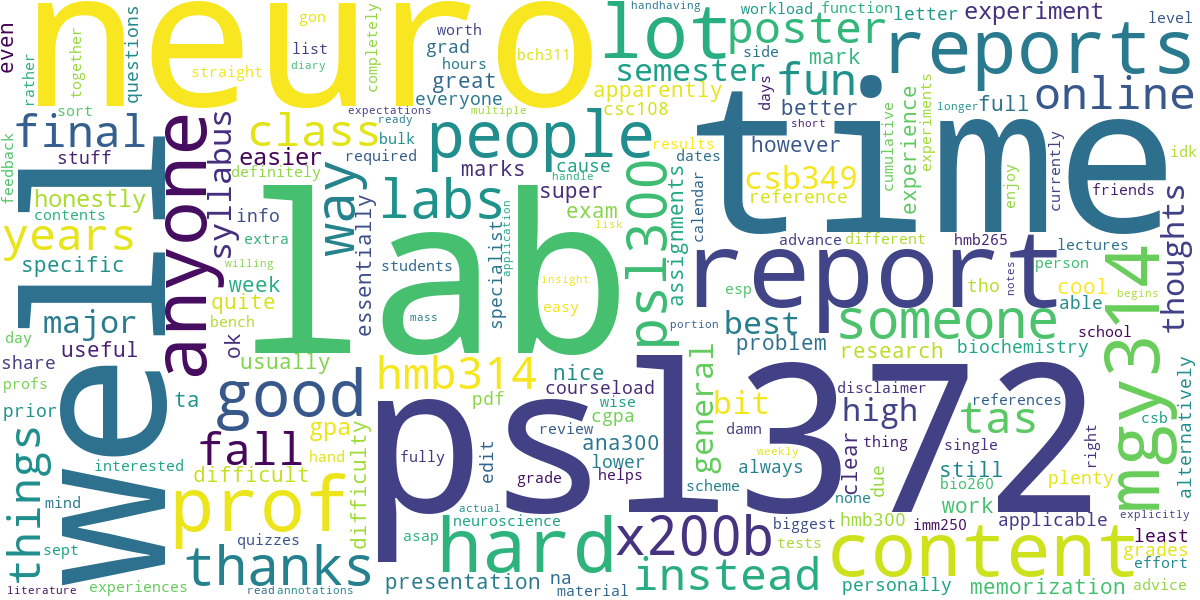 even
neuro
rather
together
gon
list
diary
straight
completely
questions
worth
grad
hours
great
everyone
bch311
handhaving
lot
workload
function
letter
experiment
level
poster
side
mark
reports
semester
fun
online
apparently
csc108
days
better
full
longer
sort
expectations
ready
multiple
final
stuff
anyone
syllabus
class
easier
definitely
bulk
required
people
marks
cause
handle
results
dates
short
time
however
experience
experiments
cumulative
idk
feedback
well
honestly
contents
info
extra
way
labs
super
exam
lisk
psl300
assignments
calendar
csb349
reference
enjoy
currently
friends
thoughts
years
specific
willing
week
quite
bench
lab
students
essentially
specialist
application
insight
easy
report
advance
different
hmb265
notes
lectures
person
cool
able
tho
esp
mass
major
useful
ok
usually
day
share
profs
prior
ta
good
hmb314
nice
courseload
pdf
wise
cgpa
best
problem
someone
research
biochemistry
school
begins
mgy314
portion
fall
gpa
hand
difficult
difficulty
psl372
fully
review
edit
grade
helps
ana300
lower
general
bit
damn
weekly
always
scheme
disclaimer
high
thing
clear
single
tas
references
right
csb
alternatively
things
interested
mind
prof
none
due
still
bio260
plenty
work
sept
quizzes
thanks
actual
neuroscience
asap
hard
x200b
biggest
tests
hmb300
imm250
applicable
explicitly
least
grades
effort
literature
experiences
read
annotations
presentation
na
material
instead
content
personally
memorization
advice